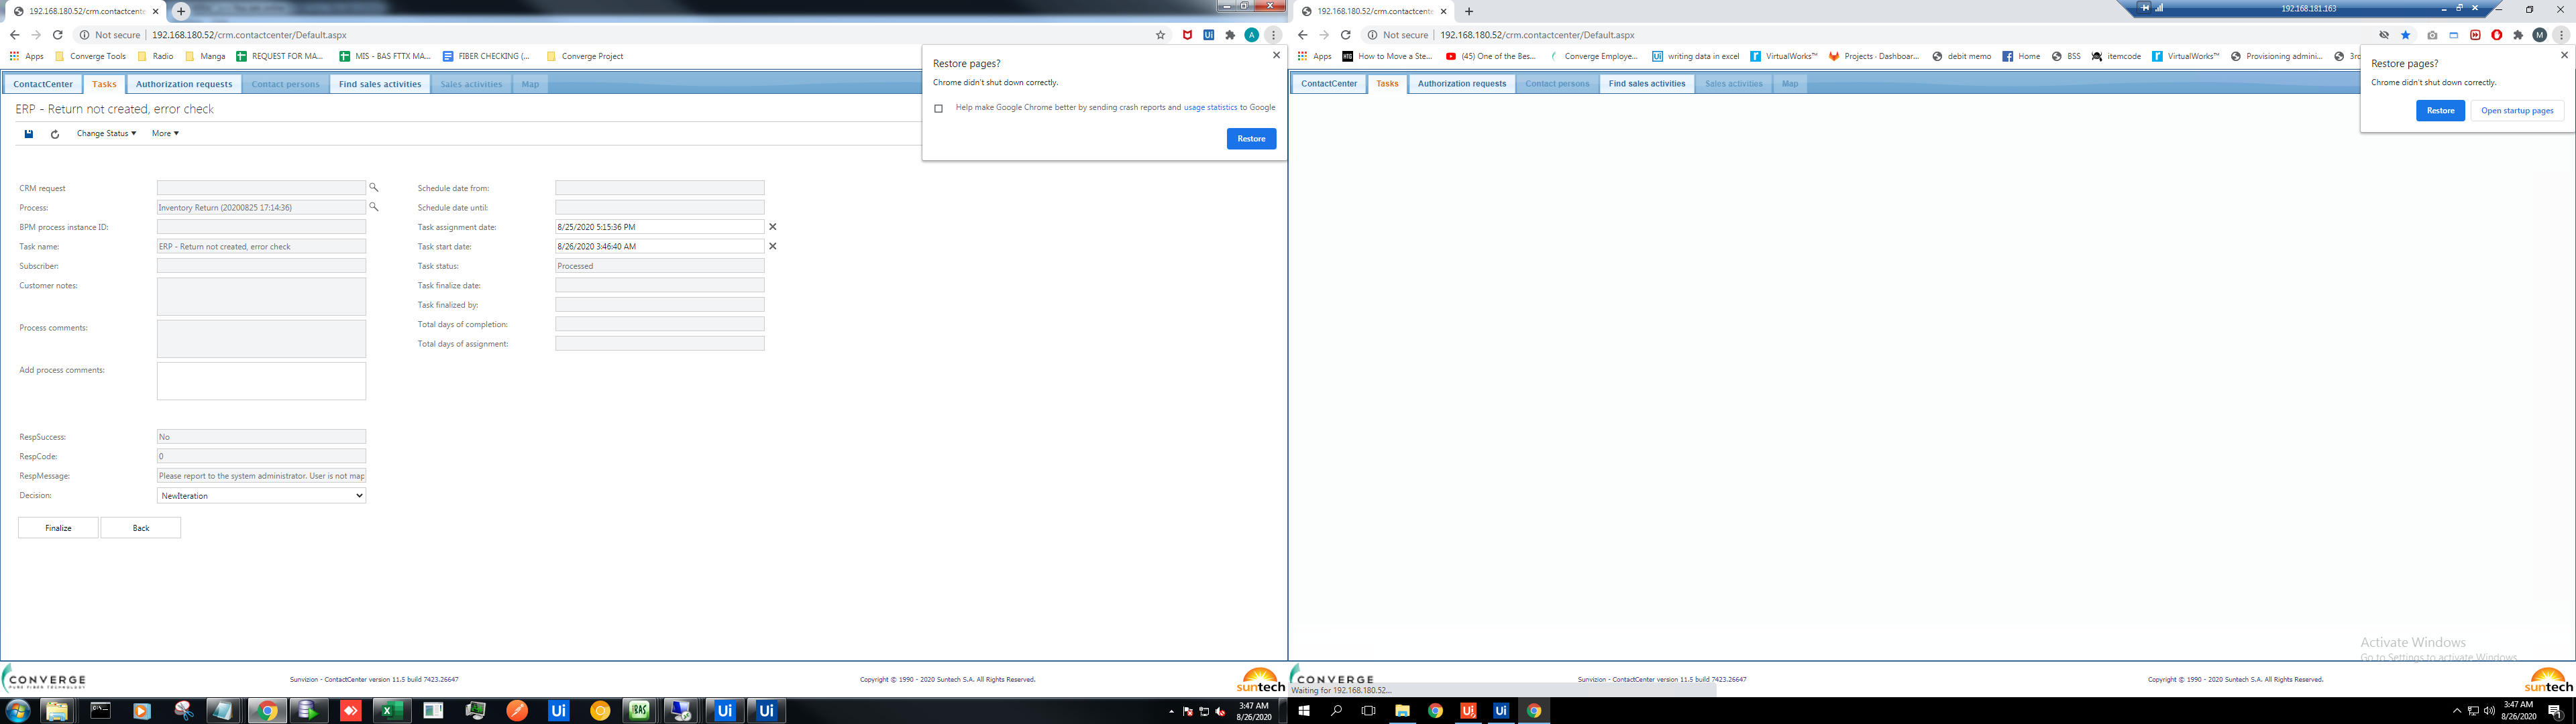 192.168.180.52/crm.contactcente
Not secure | 192.168.180.52/crm.contactcenter/Default.aspx
Apps Converge Tools Radio Manga REQUEST FOR MA... MIS - BAS FTTX MA... FIBER CHECKING (... Converge Project
Restore pages?
Chrome didn't shut down correctly.
Help make Google Chrome better by sending crash reports and usage statistics to Google
Restore
ContactCenter Tasks Authorization requests Contact persons Find sales activities Sales activities Map
ERP - Return not created, error check
Change Status More
CRM request
Process: Inventory Return (20200825 17:14:36)
BPM process instance ID:
Task name: ERP - Return not created, error check
Subscriber:
Customer notes:
Process comments:
Add process comments:
Schedule date from:
Schedule date until:
Task assignment date: 8/25/2020 5:15:36 PM
Task start date: 8/26/2020 3:46:40 AM
Task status: Processed
Task finalize date:
Task finalized by:
Total days of completion:
Total days of assignment:
RespSuccess: No
RespCode: 0
RespMessage: Please report to the system administrator. User is not map
Decision: NewIteration
Finalize Back
CONVERGE
PURE FIBER TECHNOLOGY
Sunvizion - ContactCenter version 11.5 build 7423.26647
Copyright © 1990 - 2020 Suntech S.A. All Rights Reserved.
suntech
BAS
3:47 AM
8/26/2020
192.168.180.52/crm.contactcente
192.168.181.163
Not secure | 192.168.180.52/crm.contactcenter/Default.aspx
Apps How to Move a Ste... (45) One of the Bes... Converge Employe... writing data in excel VirtualWorks™ Projects - Dashboar... debit memo Home BSS itemcode VirtualWorks™ Provisioning admini... 3rd
Restore pages?
Chrome didn't shut down correctly.
Restore Open startup pages
ContactCenter Tasks Authorization requests Contact persons Find sales activities Sales activities Map
Activate Windows
Go to Settings to activate Windows.
CONVERGE
Waiting for 192.168.180.52...
Sunvizion - ContactCenter version 11.5 build 7423.26647
Copyright © 1990 - 2020 Suntech S.A. All Rights Reserved.
suntech
3:47 AM
8/26/2020